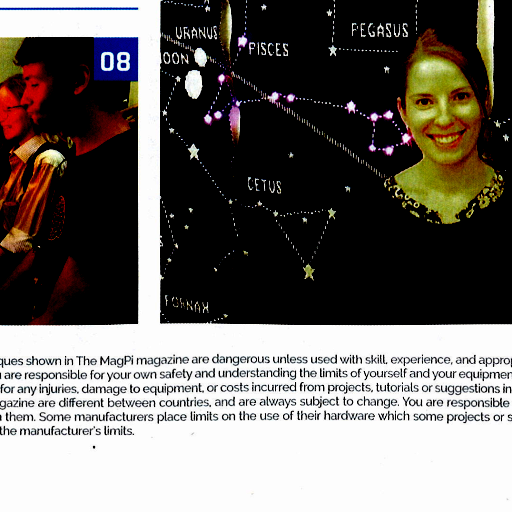 08
URANUS
PEGASUS
PISCES
OON
CETUS
FORNAX
ques shown in The MagPi magazine are dangerous unless used with skill, experience, and approp
are responsible for your own safety and understanding the limits of yourself and your equipmen
for any injuries, damage to equipment, or costs incurred from projects, tutorials or suggestions in
gazine are different between countries, and are always subject to change. You are responsible
them. Some manufacturers place limits on the use of their hardware which some projects or s
the manufacturer's limits.